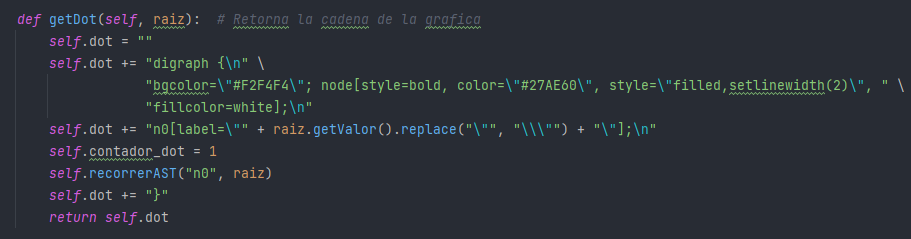 def getDot(self, raiz):  # Retorna la cadena de la grafica
    self.dot = ""
    self.dot += "digraph {\n" \
                "bgcolor=\"#F2F4F4\"; node[style=bold, color=\"#27AE60\", style=\"filled,setlinewidth(2)\", " \
                "fillcolor=white];\n"
    self.dot += "n0[label=\"" + raiz.getValor().replace("\"", "\\\"") + "\"];\n"
    self.contador_dot = 1
    self.recorrerAST("n0", raiz)
    self.dot += "}"
    return self.dot